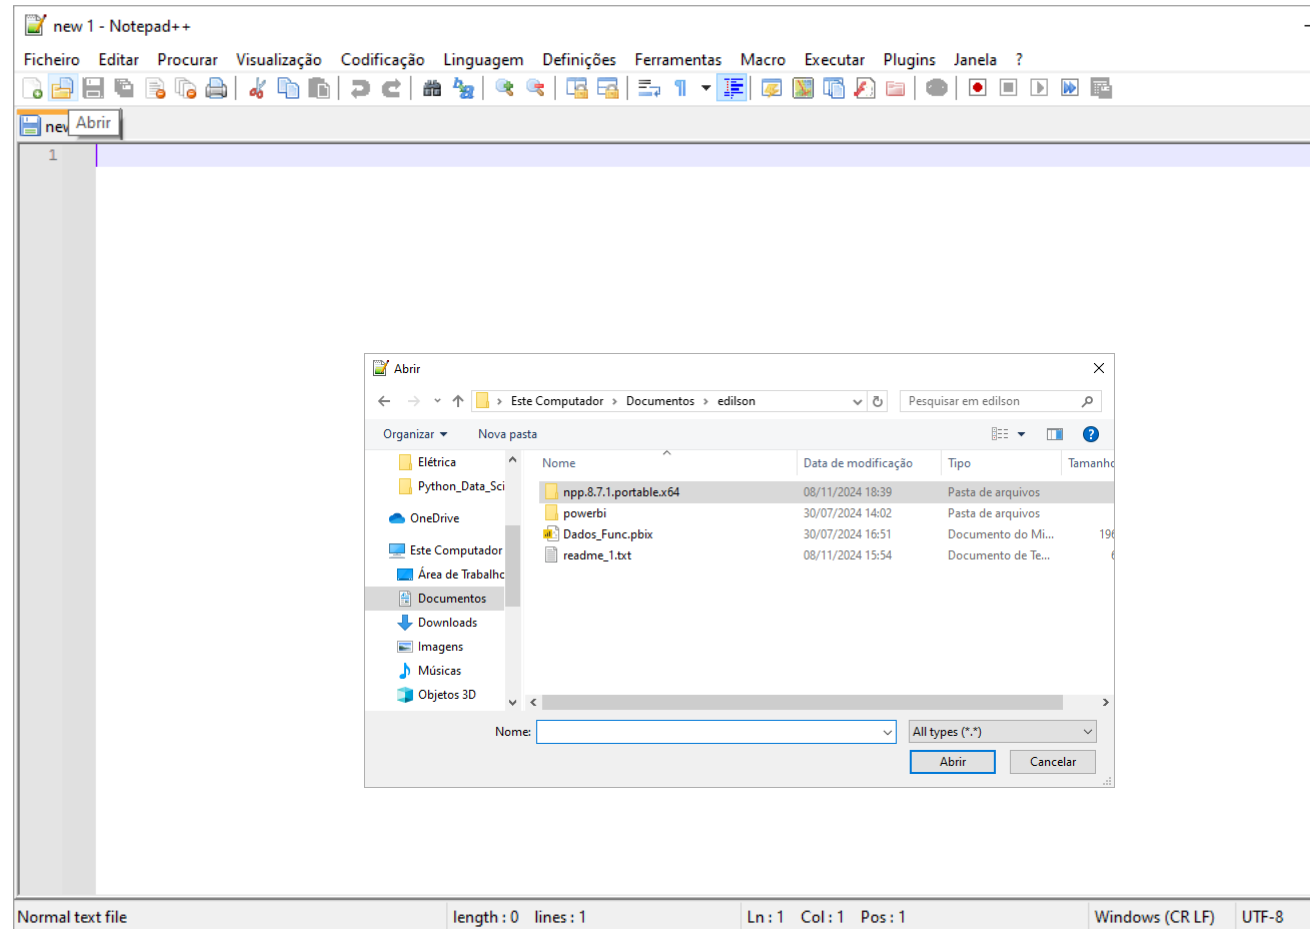 new 1 - Notepad++
Ficheiro Editar Procurar Visualização Codificação Linguagem Definições Ferramentas Macro Executar Plugins Janela ?
new
Abrir
1
Abrir
Este Computador > Documentos > edilson
Pesquisar em edilson
Organizar
Nova pasta
Nome Data de modificação Tipo Tamanho
Elétrica
Python_Data_Sci
OneDrive
Este Computador
Área de Trabalho
Documentos
Downloads
Imagens
Músicas
Objetos 3D
npp.8.7.1.portable.x64 08/11/2024 18:39 Pasta de arquivos
powerbi 30/07/2024 14:02 Pasta de arquivos
Dados_Func.pbix 30/07/2024 16:51 Documento do Mi... 196
readme_1.txt 08/11/2024 15:54 Documento de Te...
Nome:
All types (*.*)
Abrir Cancelar
Normal text file length : 0 lines : 1 Ln : 1 Col : 1 Pos : 1 Windows (CR LF) UTF-8